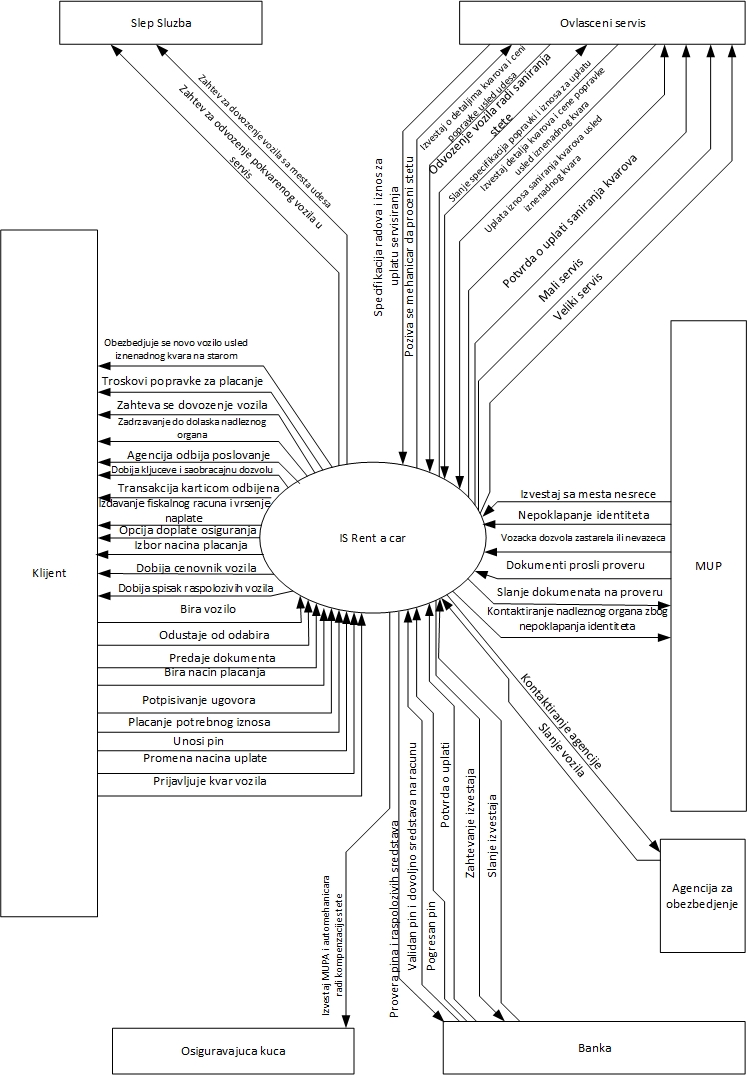 Slep Sluzba
Ovlasceni servis
Zahtev za dovozenje vozila sa mesta udesa
Zahtev za odvozenje pokvarenog vozila u
servis
Specifikacija radova i iznos za
uplatu servisiranja
Poziva se mehanicar da proceni stetu
Izvestaj o detaljima kvarova i ceni
popravke usled udesa
Odvozenje vozila radi saniranja
stete
Slanje specifikacija popravki i iznosa za uplatu
Izvestaj detalja kvarova i cene popravke
usled iznenadnog kvara
Uplata iznosa saniranja kvarova usled
iznenadnog kvara
Potvrda o uplati saniranja kvarova
Mali servis
Veliki servis
Obezbedjuje se novo vozilo usled
iznenadnog kvara na starom
Troskovi popravke za placanje
Zahteva se dovozenje vozila
Zadrzavanje do dolaska nadleznog
organa
Agencija odbija poslovanje
Dobija kljuceve i saobracajnu dozvolu
Transakcija karticom odbijena
Izdavanje fiskalnog racuna i vrsenje
naplate
Opcija doplate osiguranja
Izbor nacina placanja
Dobija cenovnik vozila
Dobija spisak raspolozivih vozila
Bira vozilo
Odustaje od odabira
Predaje dokumenta
Bira nacin placanja
Potpisivanje ugovora
Placanje potrebnog iznosa
Unosi pin
Promena nacina uplate
Prijavljuje kvar vozila
Klijent
IS Rent a car
Izvestaj sa mesta nesrece
Nepoklapanje identiteta
Vozacka dozvola zastarela ili nevazeca
Dokumenti prosli proveru
Slanje dokumenata na proveru
Kontaktiranje nadleznog organa zbog
nepoklapanja identiteta
MUP
Kontaktiranje agencije
Slanje vozila
Agencija za
obezbedjenje
Izvestaj MUPA i automehanicara
radi kompenzacije stete
Provera pina i raspolozivih sredstava
Validan pin i dovoljno sredstava na racunu
Pogresan pin
Potvrda o uplati
Zahtevanje izvestaja
Slanje izvestaja
Osiguravajuca kuca
Banka